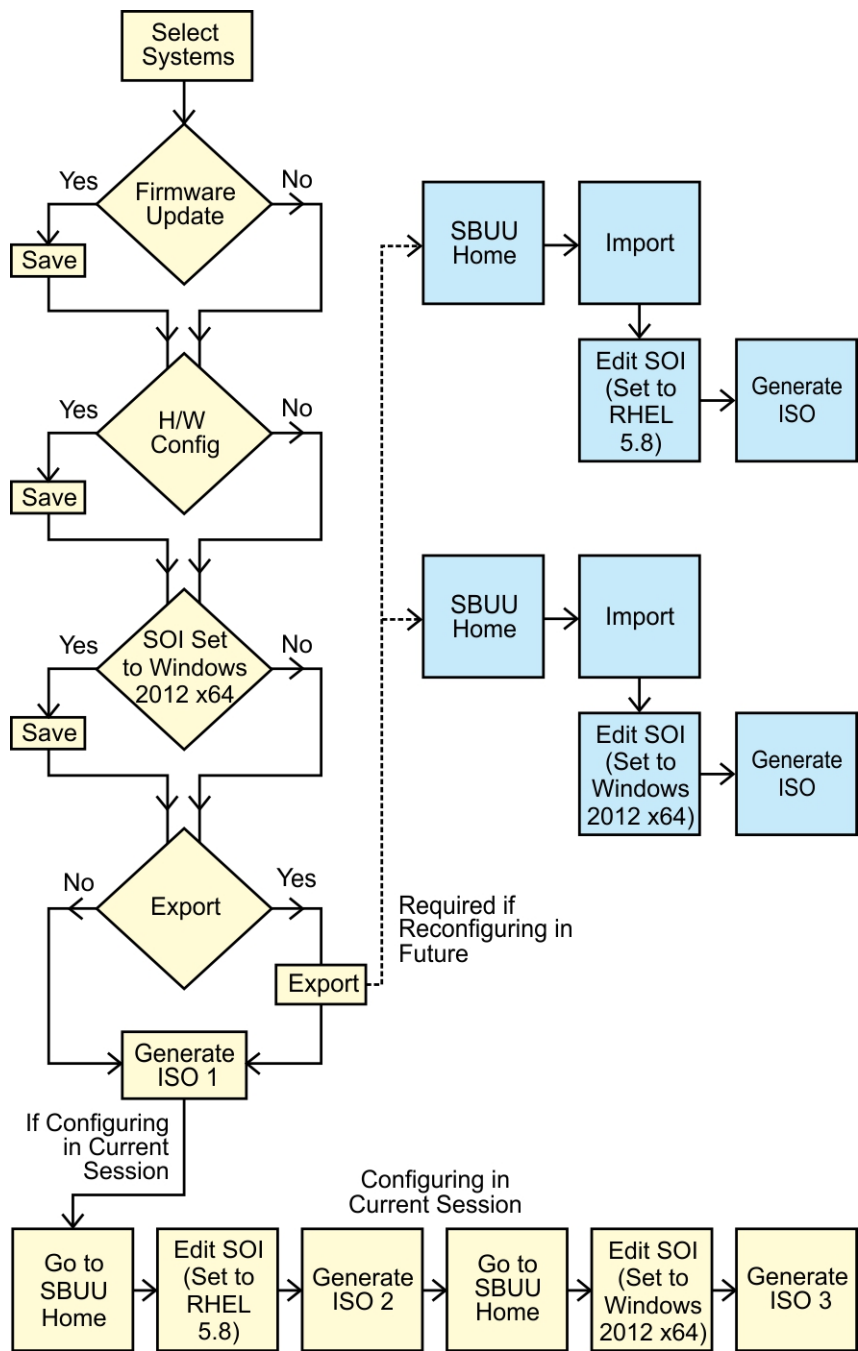 Select
Systems
Firmware
Update
Yes
No
Save
H/W
Config
Yes
No
Save
SOI Set
to Windows
2012 x64
Yes
No
Save
Export
No
Yes
Export
Required if
Reconfiguring in
Future
Generate
ISO 1
SBUU
Home
Import
Edit SOI
(Set to
RHEL
5.8)
Generate
ISO
SBUU
Home
Import
Edit SOI
(Set to
Windows
2012 x64)
Generate
ISO
If Configuring
in Current
Session
Configuring in
Current Session
Go to
SBUU
Home
Edit SOI
(Set to
RHEL
5.8)
Generate
ISO 2
Go to
SBUU
Home
Edit SOI
(Set to
Windows
2012 x64)
Generate
ISO 3